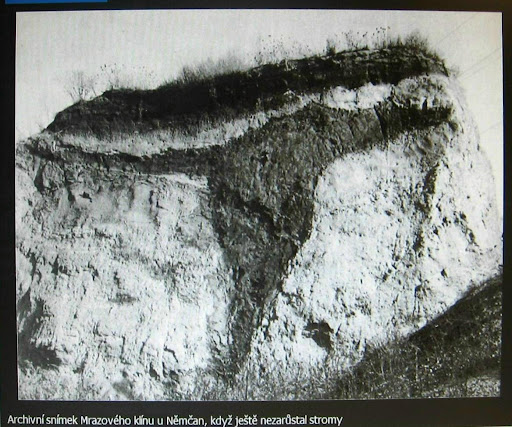 Archivní snímek Mrazového klínu u Němčan, když ještě nezarůstal stromy